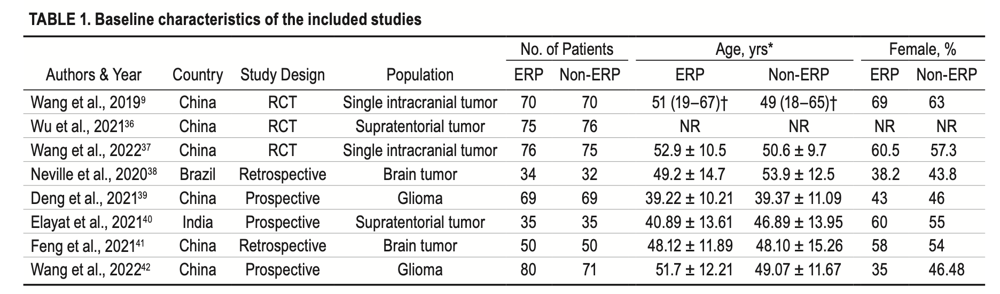 TABLE 1. Baseline characteristics of the included studies
No. of Patients Age, yrs* Female, %
Authors & Year Country Study Design Population ERP Non-ERP ERP Non-ERP ERP Non-ERP
Wang et al., 2019⁹ China RCT Single intracranial tumor 70 70 51 (19–67)† 49 (18–65)† 69 63
Wu et al., 2021³⁶ China RCT Supratentorial tumor 75 76 NR NR NR NR
Wang et al., 2022³⁷ China RCT Single intracranial tumor 76 75 52.9 ± 10.5 50.6 ± 9.7 60.5 57.3
Neville et al., 2020³⁸ Brazil Retrospective Brain tumor 34 32 49.2 ± 14.7 53.9 ± 12.5 38.2 43.8
Deng et al., 2021³⁹ China Prospective Glioma 69 69 39.22 ± 10.21 39.37 ± 11.09 43 46
Elayat et al., 2021⁴⁰ India Prospective Supratentorial tumor 35 35 40.89 ± 13.61 46.89 ± 13.95 60 55
Feng et al., 2021⁴¹ China Retrospective Brain tumor 50 50 48.12 ± 11.89 48.10 ± 15.26 58 54
Wang et al., 2022⁴² China Prospective Glioma 80 71 51.7 ± 12.21 49.07 ± 11.67 35 46.48